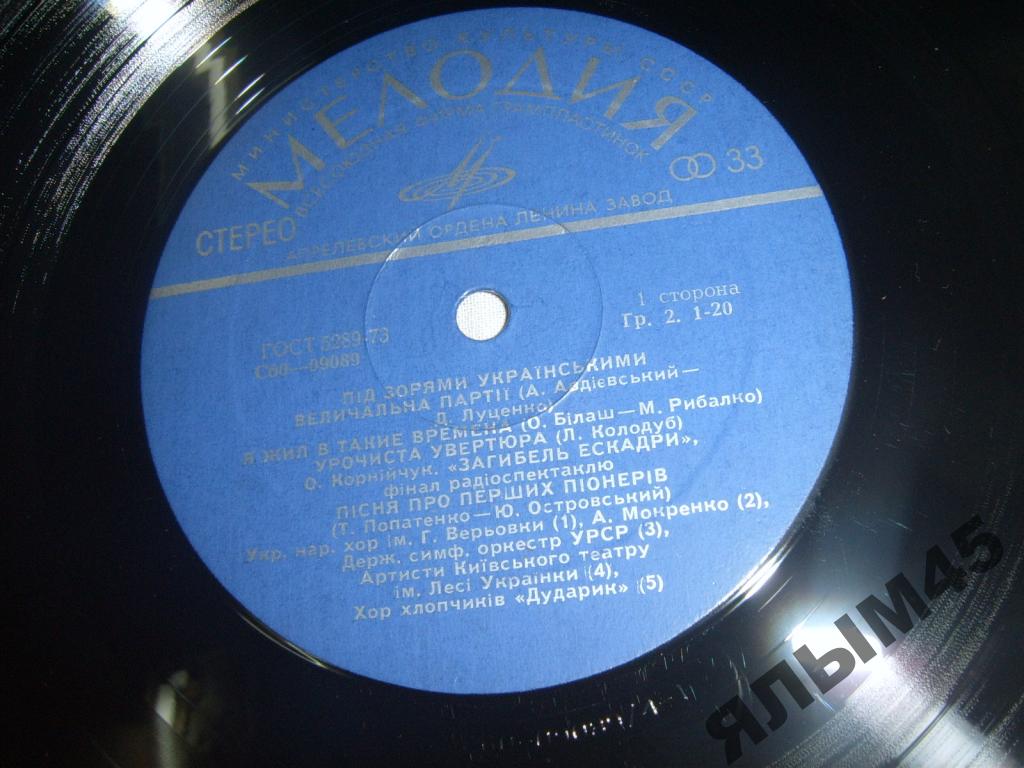 МИНИСТЕРСТВО КУЛЬТУРЫ СССР
МЕЛОДИЯ
ВСЕСОЮЗНАЯ ФИРМА ГРАМПЛАСТИНОК
33
СТЕРЕО
АПРЕЛЕВСКИЙ ОРДЕНА ЛЕНИНА ЗАВОД
1 сторона
Гр. 2. 1-20
ГОСТ 5289-73
С60—09089
ПІД ЗОРЯМИ УКРАЇНСЬКИМИ
ВЕЛИЧАЛЬНА ПАРТІЇ (А. Авдієвський—
Д. Луценко)
Я ЖИЛ В ТАКИЕ ВРЕМЕНА (О. Білаш—М. Рибалко)
УРОЧИСТА УВЕРТЮРА (Л. Колодуб)
О. Корнійчук. «ЗАГИБЕЛЬ ЕСКАДРИ»,
фінал радіоспектаклю
ПІСНЯ ПРО ПЕРШИХ ПІОНЕРІВ
(Т. Попатенко—Ю. Островський)
Укр. нар. хор ім. Г. Верьовки (1), А. Мокренко (2),
Держ. симф. оркестр УРСР (3),
Артисти Київського театру
ім. Лесі Українки (4),
Хор хлопчиків «Дударик» (5)
ЯЛЫМ45